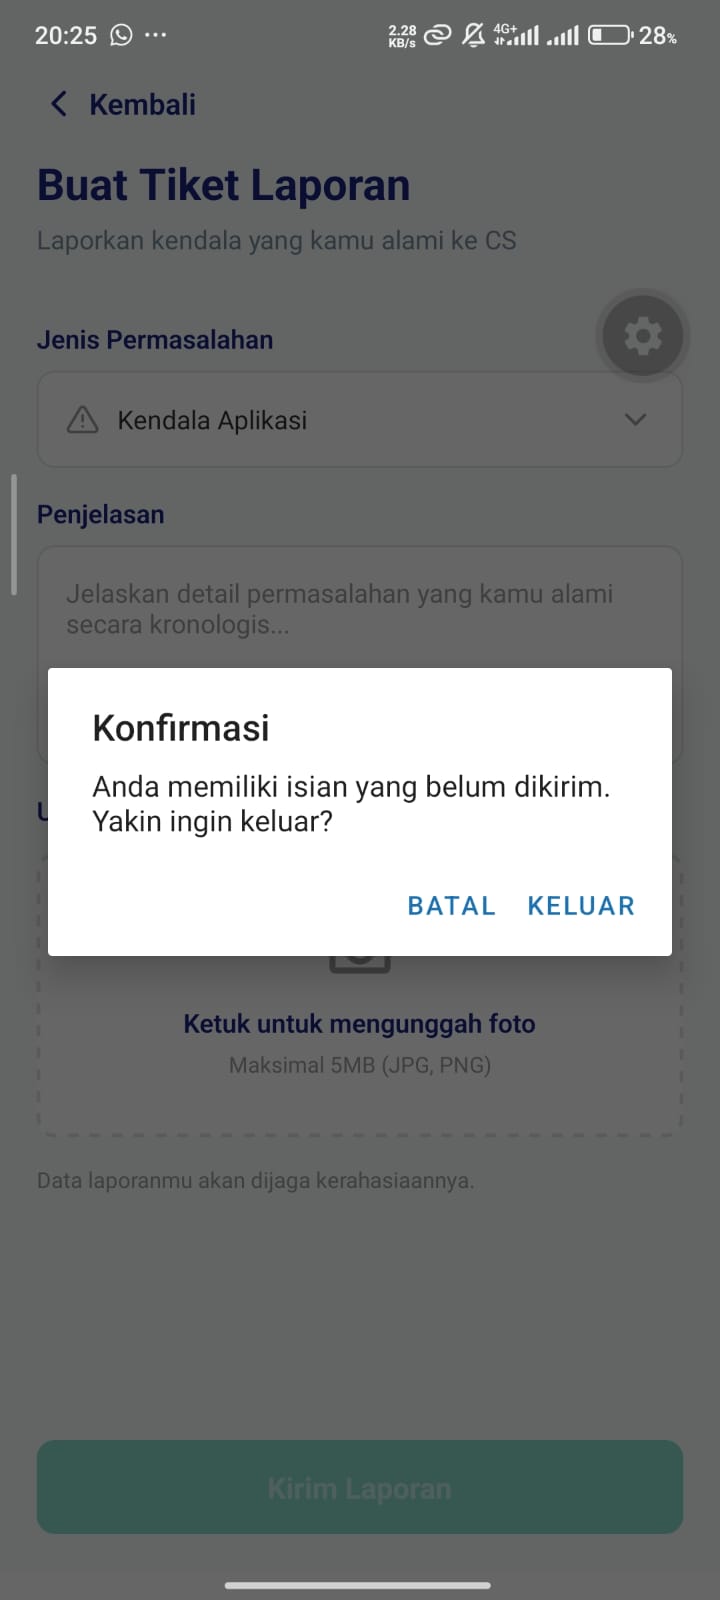 20:25
2.28
KB/s
4G+
28%
Kembali
Buat Tiket Laporan
Laporkan kendala yang kamu alami ke CS
Jenis Permasalahan
Kendala Aplikasi
Penjelasan
Jelaskan detail permasalahan yang kamu alami
secara kronologis...
Konfirmasi
Anda memiliki isian yang belum dikirim.
Yakin ingin keluar?
BATAL KELUAR
Ketuk untuk mengunggah foto
Maksimal 5MB (JPG, PNG)
Data laporanmu akan dijaga kerahasiaannya.
Kirim Laporan